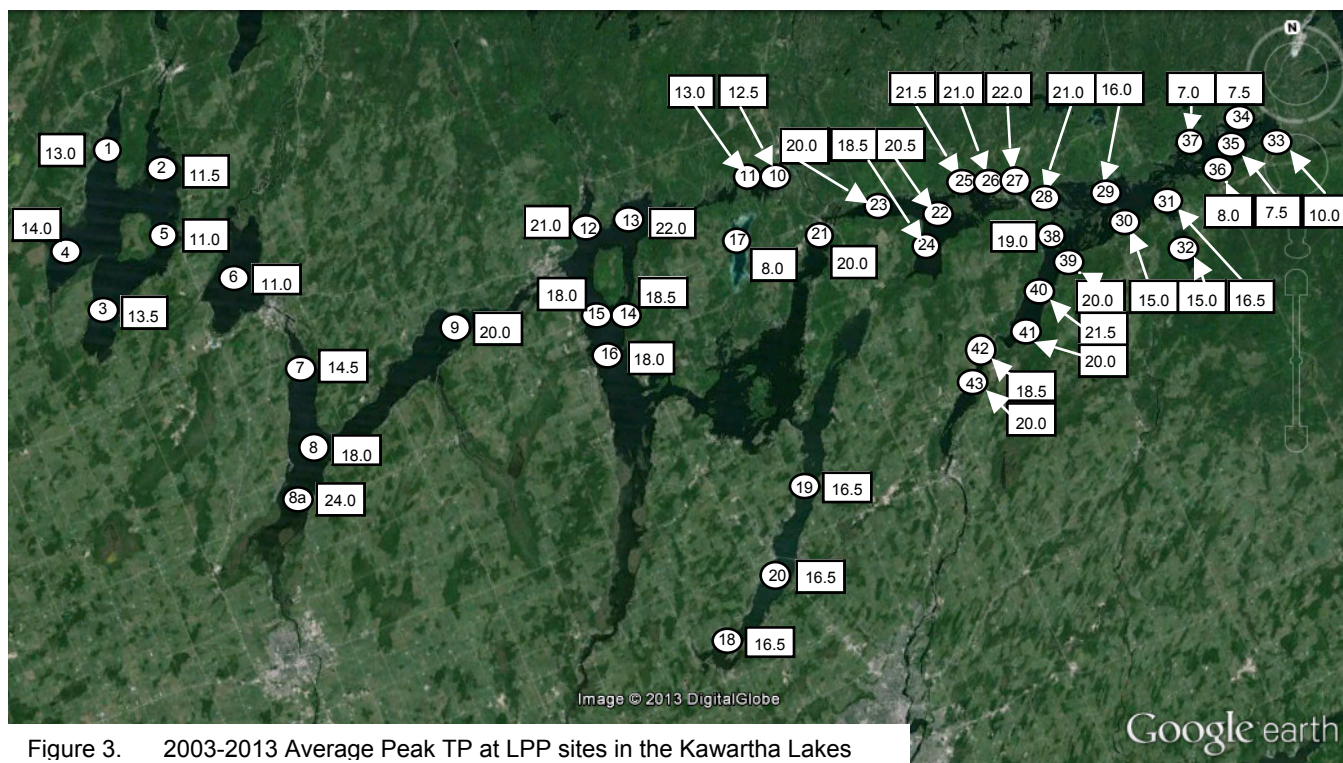 N
13.0 12.5 21.5 21.0 22.0 21.0 16.0 7.0 7.5
34
1 2 20.0 18.5 20.5 37 35 33
13.0 11.5 36
11 10 25 26 27 28 29 31
14.0 5 11.0 21.0 12 13 22.0 23 22 30 8.0 7.5 10.0
4 17 21 24 19.0 38 32
6 11.0 8.0 20.0 39
3 13.5 18.0 18.5 40 20.0 15.0 15.0 16.5
15 14
9 20.0 41 21.5
16 18.0 42 20.0
7 14.5 43 18.5
20.0
8 18.0
8a 24.0 19 16.5
20 16.5
18 16.5
Image © 2013 DigitalGlobe
Google earth
Figure 3. 2003-2013 Average Peak TP at LPP sites in the Kawartha Lakes